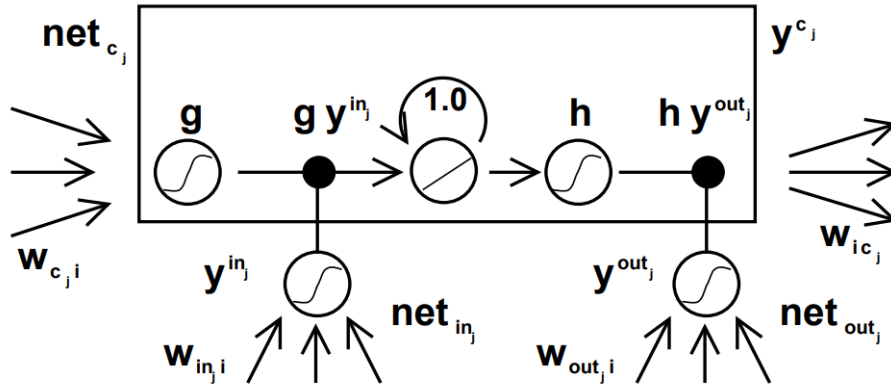 net c j
y c j
1.0
g
g y in j
h
h y out j
w c j i
w i c j
y in j
y out j
net in j
net out j
w in j i
w out j i